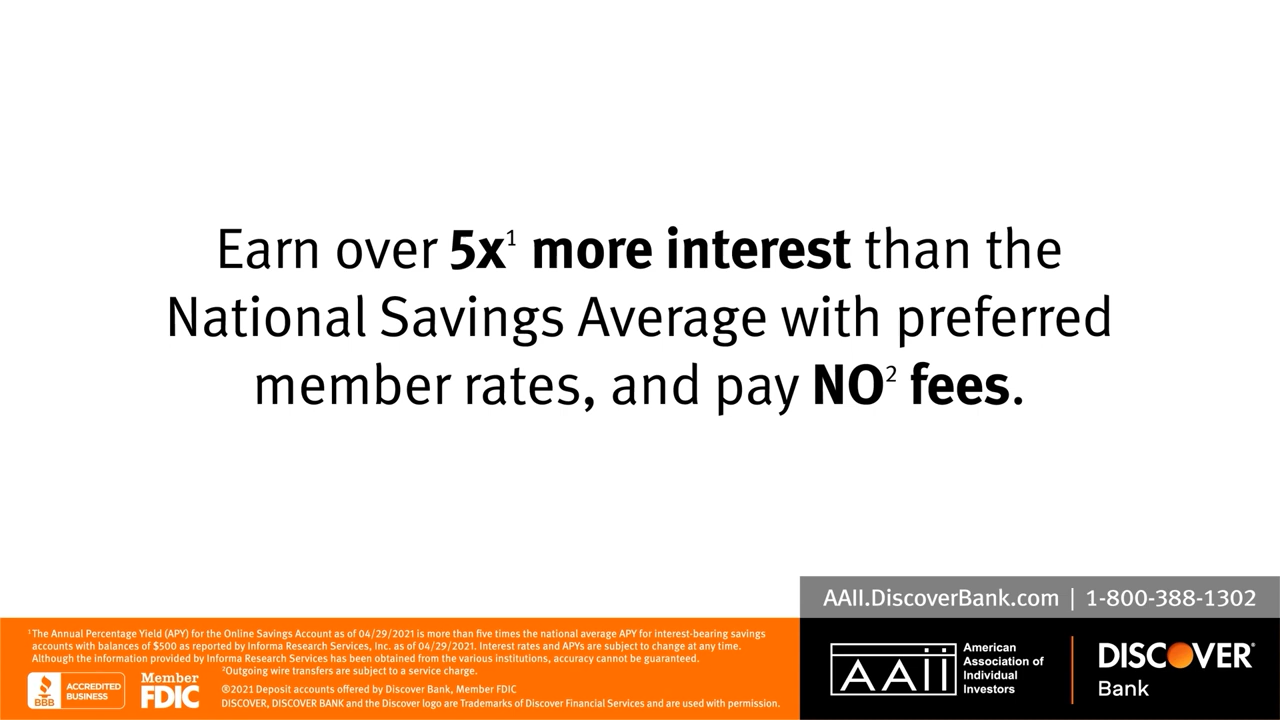 Earn over 5x¹ more interest than the
National Savings Average with preferred
member rates, and pay NO² fees.
AAII.DiscoverBank.com | 1-800-388-1302
¹The Annual Percentage Yield (APY) for the Online Savings Account as of 04/29/2021 is more than five times the national average APY for interest-bearing savings
accounts with balances of $500 as reported by Informa Research Services, Inc. as of 04/29/2021. Interest rates and APYs are subject to change at any time.
Although the information provided by Informa Research Services has been obtained from the various institutions, accuracy cannot be guaranteed.
²Outgoing wire transfers are subject to a service charge.
BBB
ACCREDITED
BUSINESS
Member
FDIC
®2021 Deposit accounts offered by Discover Bank, Member FDIC
DISCOVER, DISCOVER BANK and the Discover logo are Trademarks of Discover Financial Services and are used with permission.
AAII
American
Association of
Individual
Investors
DISCOVER®
Bank